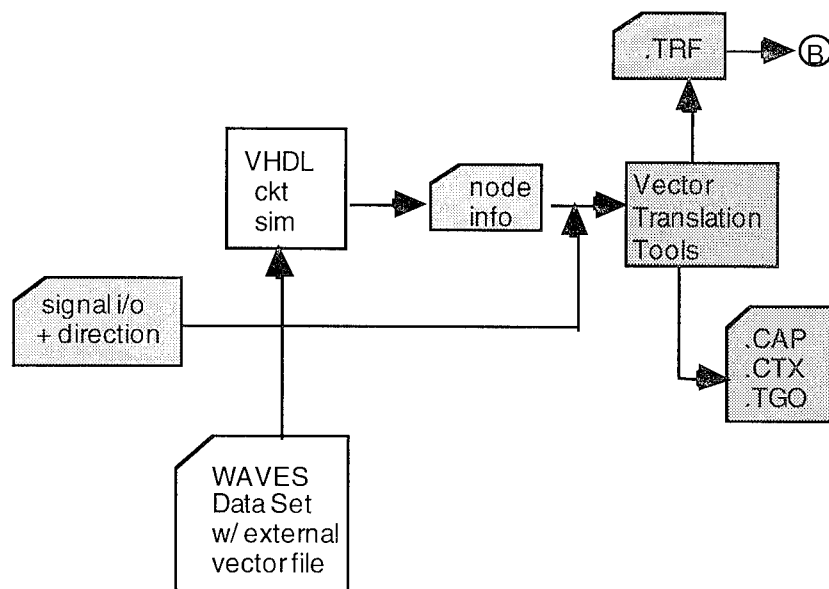 .TRF
B
VHDL
ckt
sim
node
info
Vector
Translation
Tools
signal i/o
+ direction
.CAP
.CTX
.TGO
WAVES
Data Set
w/ external
vector file